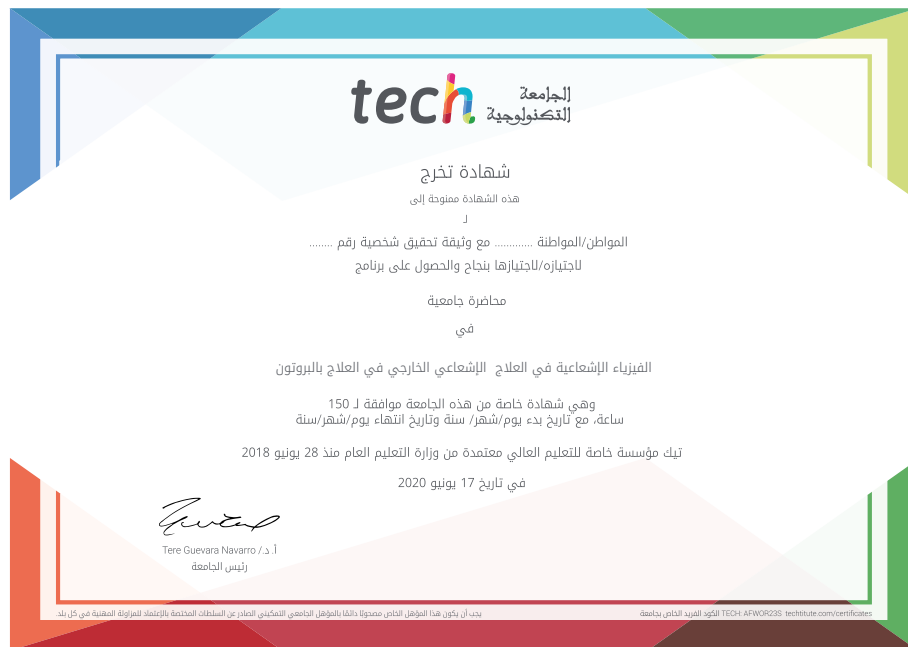 tech الجامعة
التكنولوجية
شهادة تخرج
هذه الشهادة ممنوحة إلى
لـ
المواطن/المواطنة ............ مع وثيقة تحقيق شخصية رقم ........
لاجتيازه/لاجتيازها بنجاح والحصول على برنامج
محاضرة جامعية
في
الفيزياء الإشعاعية في العلاج الإشعاعي الخارجي في العلاج بالبروتون
وهي شهادة خاصة من هذه الجامعة موافقة لـ 150
ساعة، مع تاريخ بدء يوم/شهر/ سنة وتاريخ انتهاء يوم/شهر/سنة
تيك مؤسسة خاصة للتعليم العالي معتمدة من وزارة التعليم العام منذ 28 يونيو 2018
في تاريخ 17 يونيو 2020
أ. د./ Tere Guevara Navarro
رئيس الجامعة
يجب أن يكون هذا المؤهل الخاص مصحوبًا دائمًا بالمؤهل الجامعي التمكيني الصادر عن السلطات المختصة بالإعتماد للمزاولة المهنية في كل بلد.
الكود الفريد الخاص بجامعة TECH: AFWOR23S techtitute.com/certificates